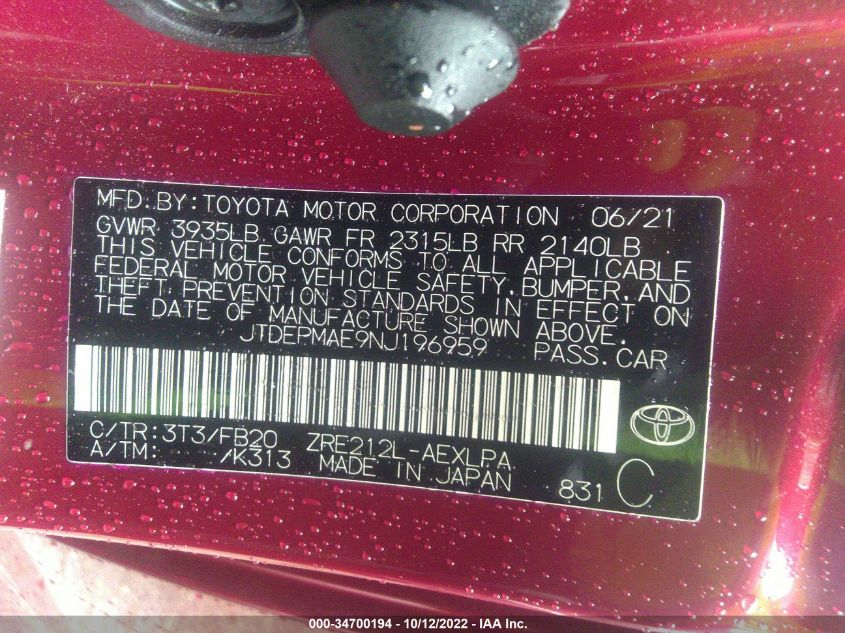 MFD. BY: TOYOTA MOTOR CORPORATION 06/21
GVWR 3935LB GAWR FR 2315LB RR 2140LB
THIS VEHICLE CONFORMS TO ALL APPLICABLE
FEDERAL MOTOR VEHICLE SAFETY, BUMPER, AND
THEFT PREVENTION STANDARDS IN EFFECT ON
THE DATE OF MANUFACTURE SHOWN ABOVE.
JTDEPMAE9NJ196959 PASS. CAR
C/TR: 3T3/FB20 ZRE212L-AEXLPA
A/TM: -----/K313 MADE IN JAPAN 831 C
000-34700194 - 10/12/2022 - IAA Inc.